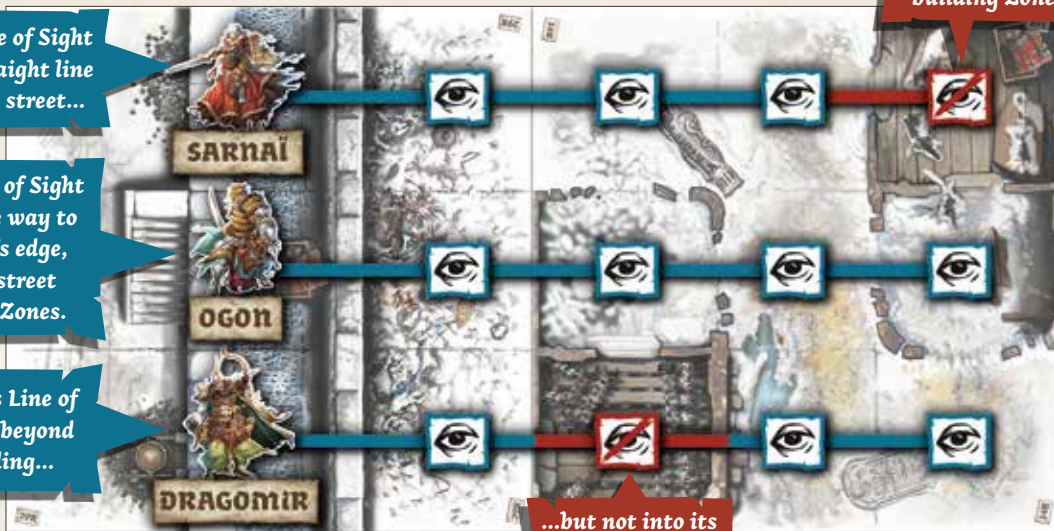 building Zone
of Sight
aight line
street...
SARNAÏ
of Sight
way to
edge,
street
Zones.
OGON
Line of
beyond
ling...
DRAGOMIR
...but not into its